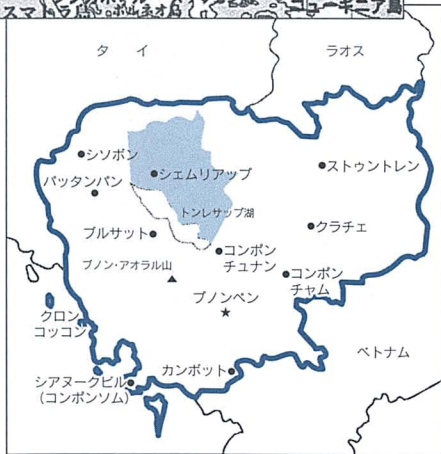 スマトラ島
ボルネオ島
ニューギニア島
タイ
ラオス
シソポン
シェムリアップ
ストゥントレン
バッタンバン
トンレサップ湖
プルサット
クラチェ
コンポン
チュナン
プノン・アオラル山
コンポン
チャム
プノンペン
クロン
コッコン
ベトナム
カンポット
シアヌークビル
(コンポンソム)